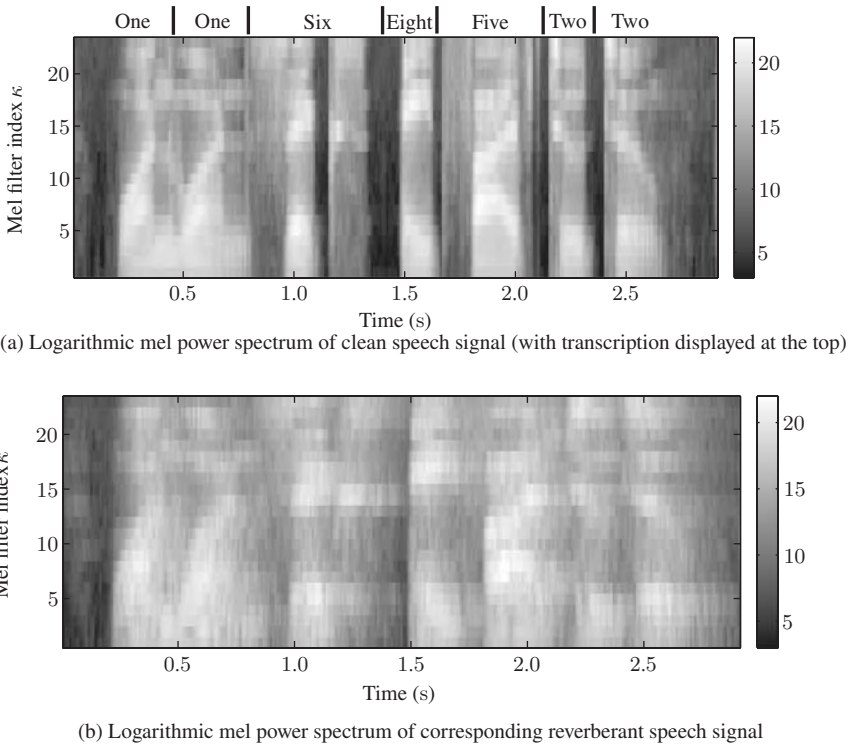 One One Six Eight Five Two Two
Mel filter index κ
20
15
10
5
0.5 1.0 1.5 2.0 2.5
Time (s)
20
15
10
5
(a) Logarithmic mel power spectrum of clean speech signal (with transcription displayed at the top)
Mel filter index κ
20
15
10
5
0.5 1.0 1.5 2.0 2.5
Time (s)
20
15
10
5
(b) Logarithmic mel power spectrum of corresponding reverberant speech signal